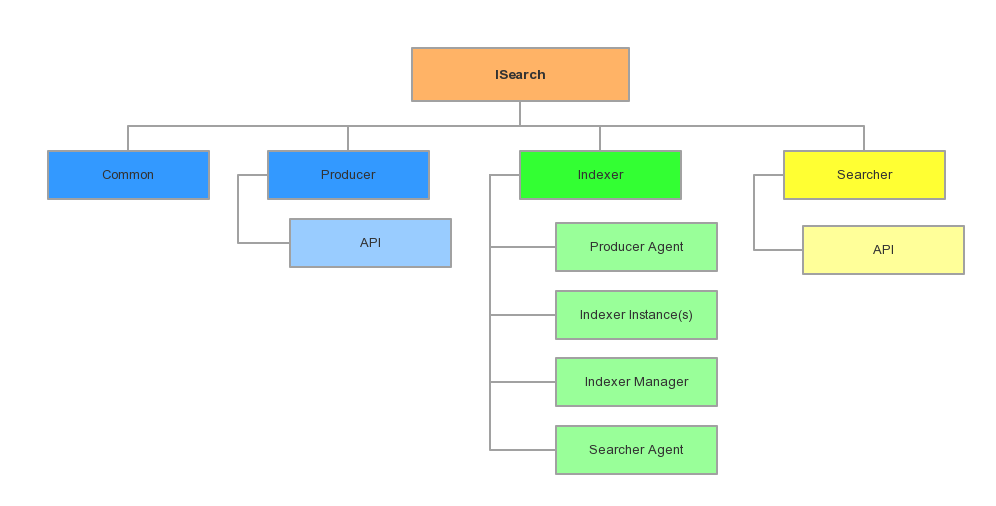 ISearch
Common
Producer
Indexer
Searcher
API
Producer Agent
API
Indexer Instance(s)
Indexer Manager
Searcher Agent